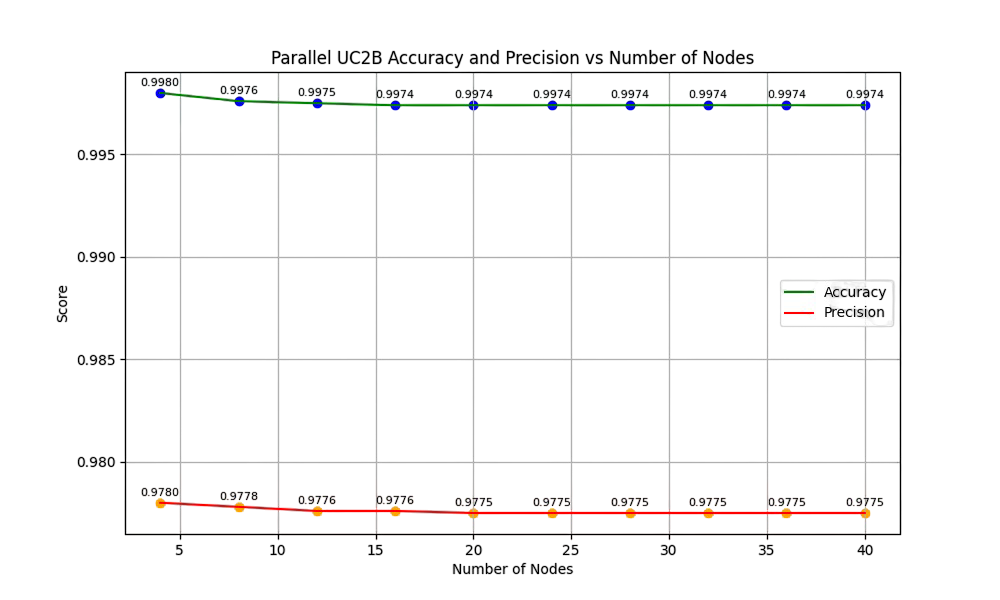 Parallel UC2B Accuracy and Precision vs Number of Nodes
0.9980 0.9976 0.9975 0.9974 0.9974 0.9974 0.9974 0.9974 0.9974 0.9974
0.995
0.990
Score
Accuracy
Precision
0.985
0.980
0.9780 0.9778 0.9776 0.9776 0.9775 0.9775 0.9775 0.9775 0.9775 0.9775
5 10 15 20 25 30 35 40
Number of Nodes